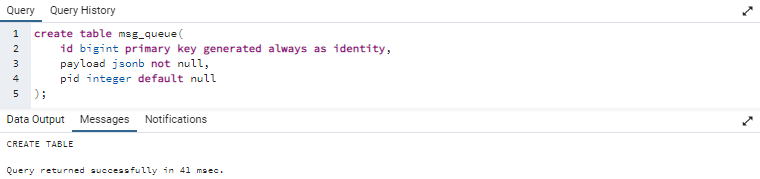 Query Query History
1 create table msg_queue(
2 id bigint primary key generated always as identity,
3 payload jsonb not null,
4 pid integer default null
5 );
Data Output Messages Notifications
CREATE TABLE
Query returned successfully in 41 msec.